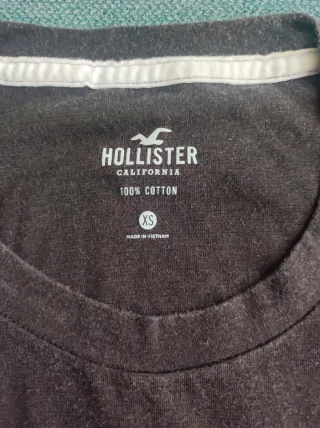 HOLLISTER
CALIFORNIA
100% COTTON
XS
MADE IN VIETNAM